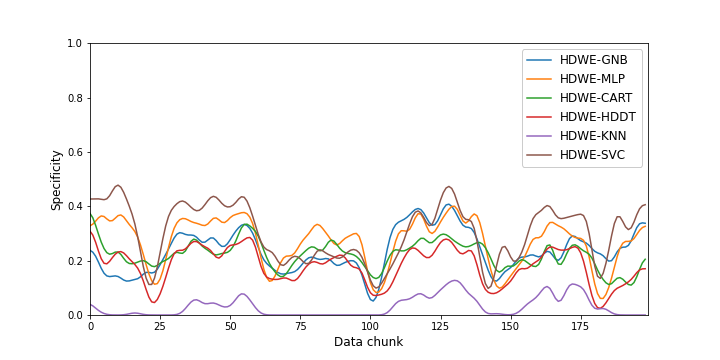 1.0
0.8
0.6
0.4
0.2
0.0
Specificity
0 25 50 75 100 125 150 175
Data chunk
HDWE-GNB
HDWE-MLP
HDWE-CART
HDWE-HDDT
HDWE-KNN
HDWE-SVC